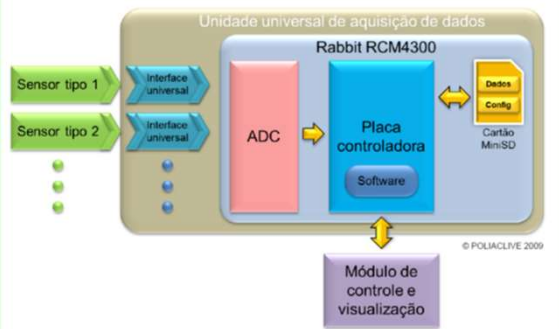 Unidade universal de aquisição de dados
Rabbit RCM4300
Sensor tipo 1
Interface
universal
Sensor tipo 2
Interface
universal
ADC
Placa
controladora
Software
Dados
Config
Cartão
MiniSD
© POLIACLIVE 2009
Módulo de
controle e
visualização